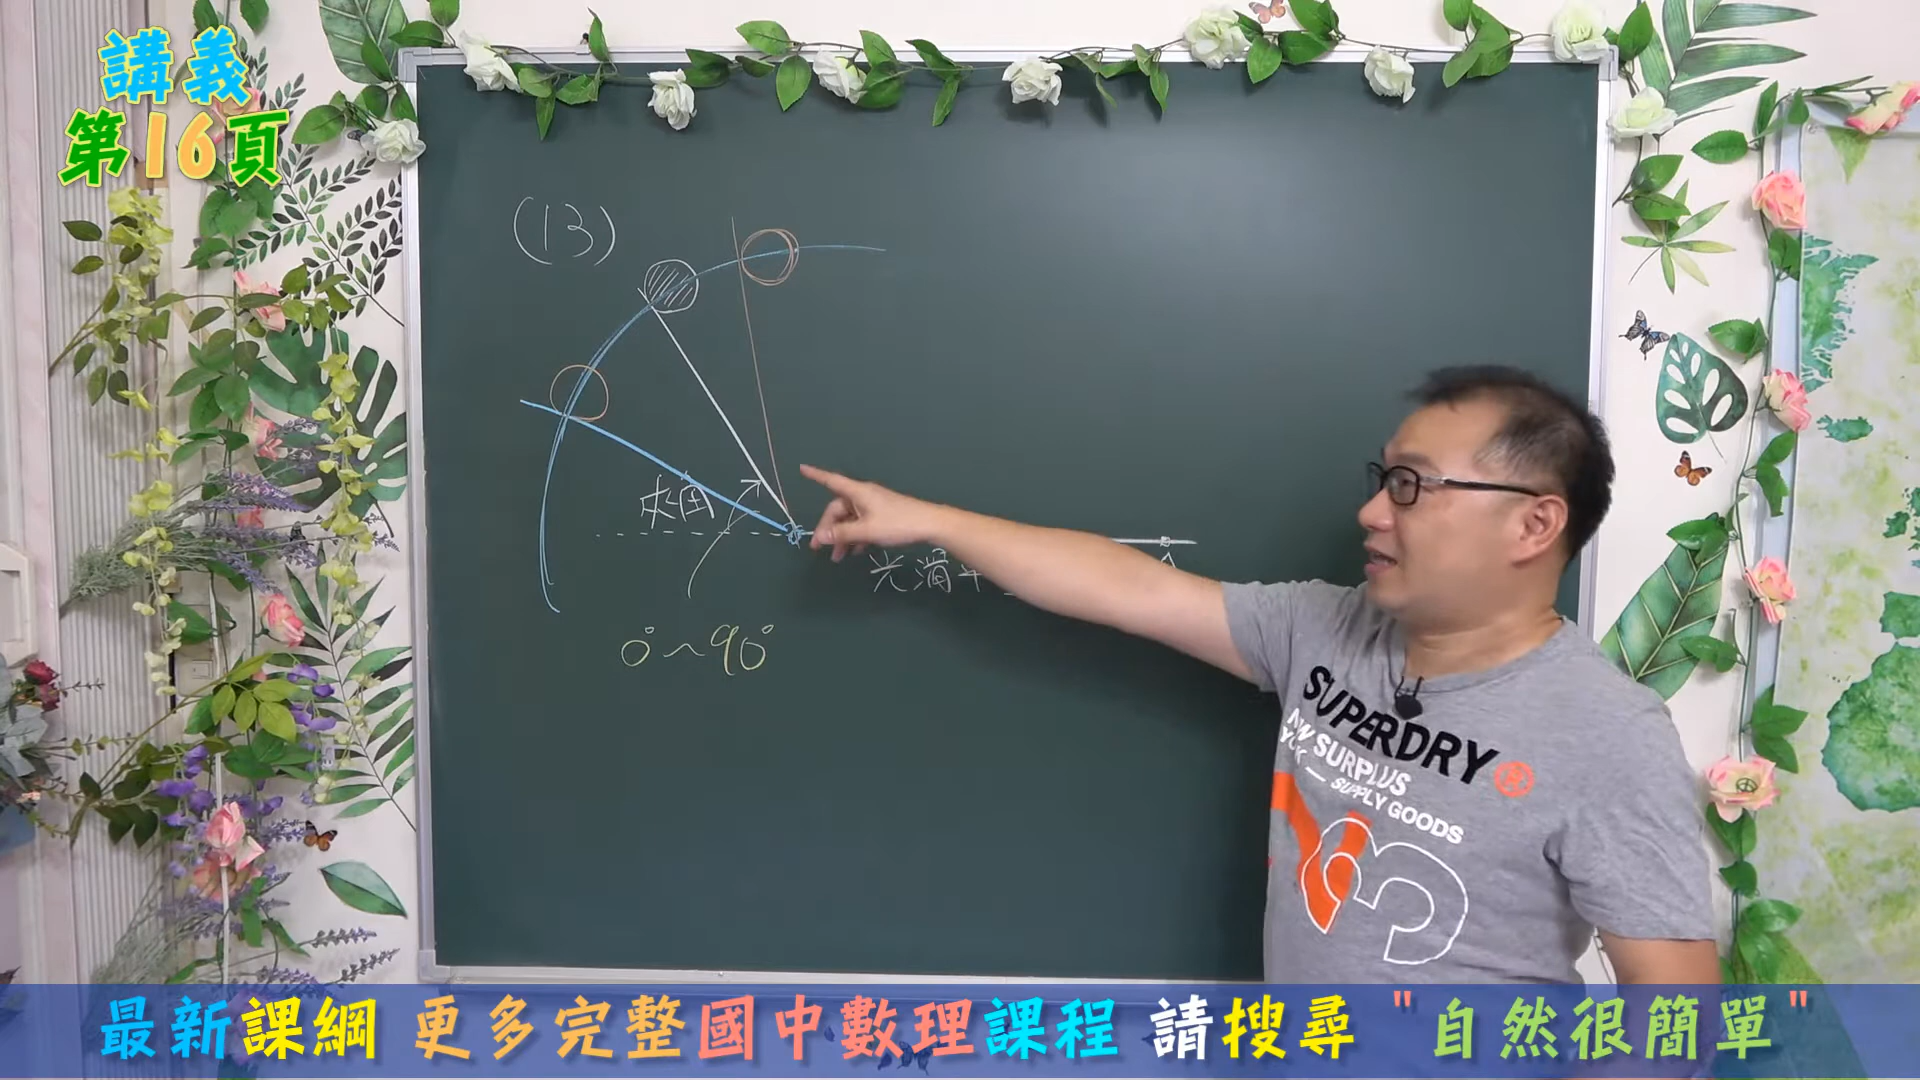 講義
第16頁
(13)
夾角
光滑平
A
0°~90°
SUPERDRY®
SURPLUS
SUPPLY GOODS
最新課綱 更多完整國中數理課程 請搜尋 "自然很簡單"